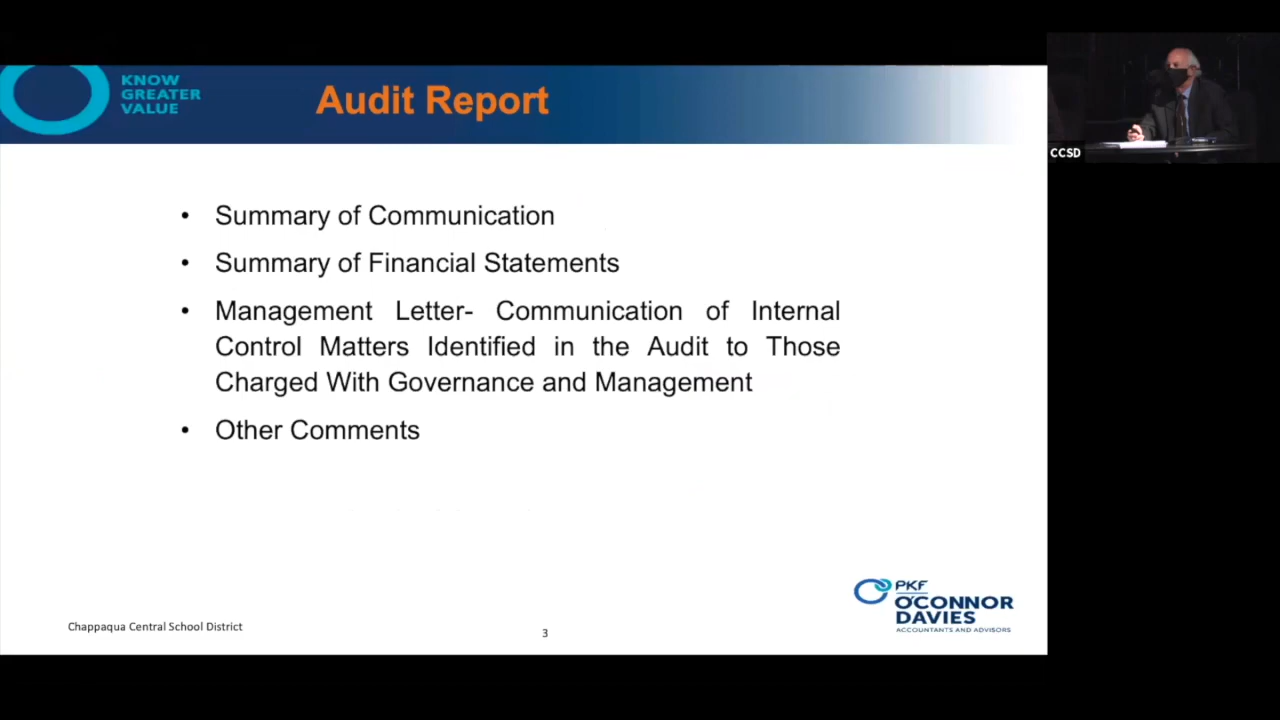 KNOW
GREATER
VALUE
Audit Report
CCSD
• Summary of Communication
• Summary of Financial Statements
• Management Letter- Communication of Internal
Control Matters Identified in the Audit to Those
Charged With Governance and Management
• Other Comments
PKF
O'CONNOR
DAVIES
ACCOUNTANTS AND ADVISORS
Chappaqua Central School District
3